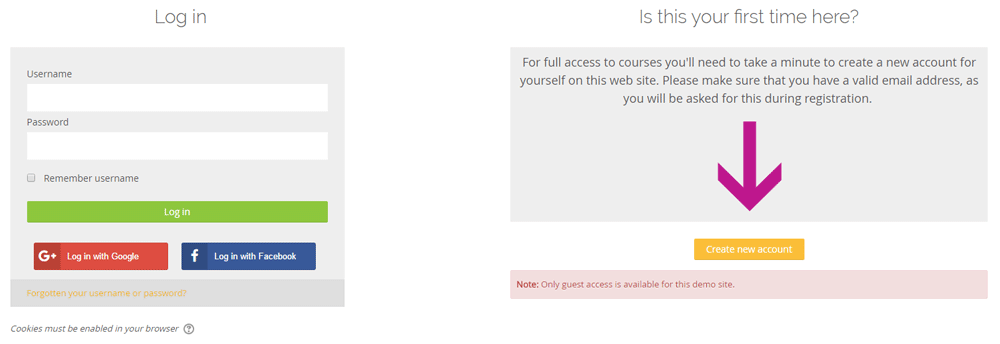 Log in
Username
Password
Remember username
Log in
G+ Log in with Google
f Log in with Facebook
Forgotten your username or password?
Cookies must be enabled in your browser ?
Is this your first time here?
For full access to courses you'll need to take a minute to create a new account for
yourself on this web site. Please make sure that you have a valid email address, as
you will be asked for this during registration.
Create new account
Note: Only guest access is available for this demo site.